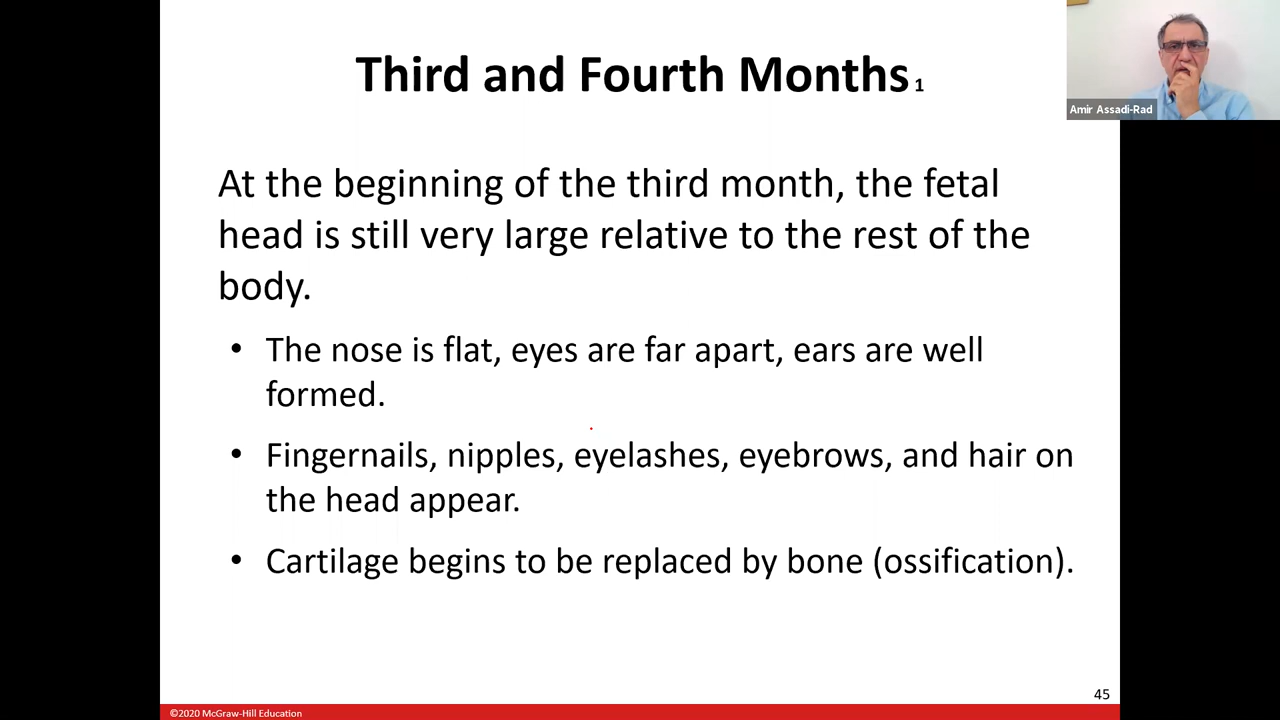 Third and Fourth Months 1
Amir Assadi-Rad
At the beginning of the third month, the fetal
head is still very large relative to the rest of the
body.
• The nose is flat, eyes are far apart, ears are well
formed.
• Fingernails, nipples, eyelashes, eyebrows, and hair on
the head appear.
• Cartilage begins to be replaced by bone (ossification).
45
©2020 McGraw-Hill Education